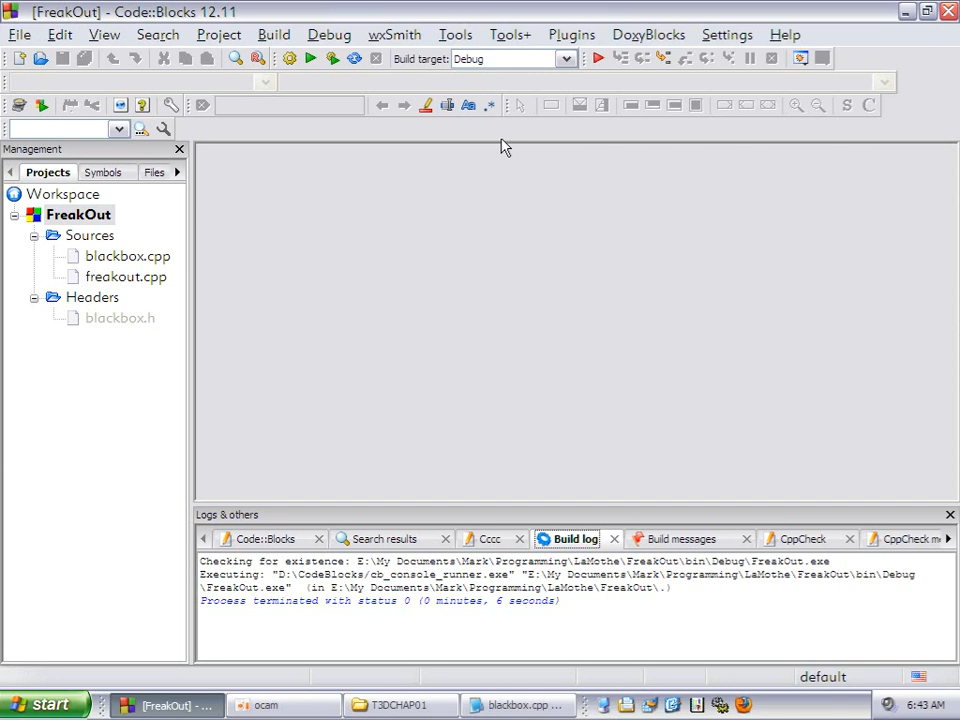 [FreakOut] - Code::Blocks 12.11
File Edit View Search Project Build Debug wxSmith Tools Tools+ Plugins DoxyBlocks Settings Help
Build target: Debug
Aa .*
S C
Management
Projects Symbols Files
Workspace
FreakOut
Sources
blackbox.cpp
freakout.cpp
Headers
blackbox.h
Logs & others
Code::Blocks Search results Cccc Build log Build messages CppCheck CppCheck me
Checking for existence: E:\My Documents\Mark\Programming\LaMothe\FreakOut\bin\Debug\FreakOut.exe
Executing: "D:\CodeBlocks/cb_console_runner.exe" "E:\My Documents\Mark\Programming\LaMothe\FreakOut\bin\Debug
\FreakOut.exe" (in E:\My Documents\Mark\Programming\LaMothe\FreakOut\.)
Process terminated with status 0 (0 minutes, 6 seconds)
default
start [FreakOut] - ... ocam T3DCHAP01 blackbox.cpp ... 6:43 AM